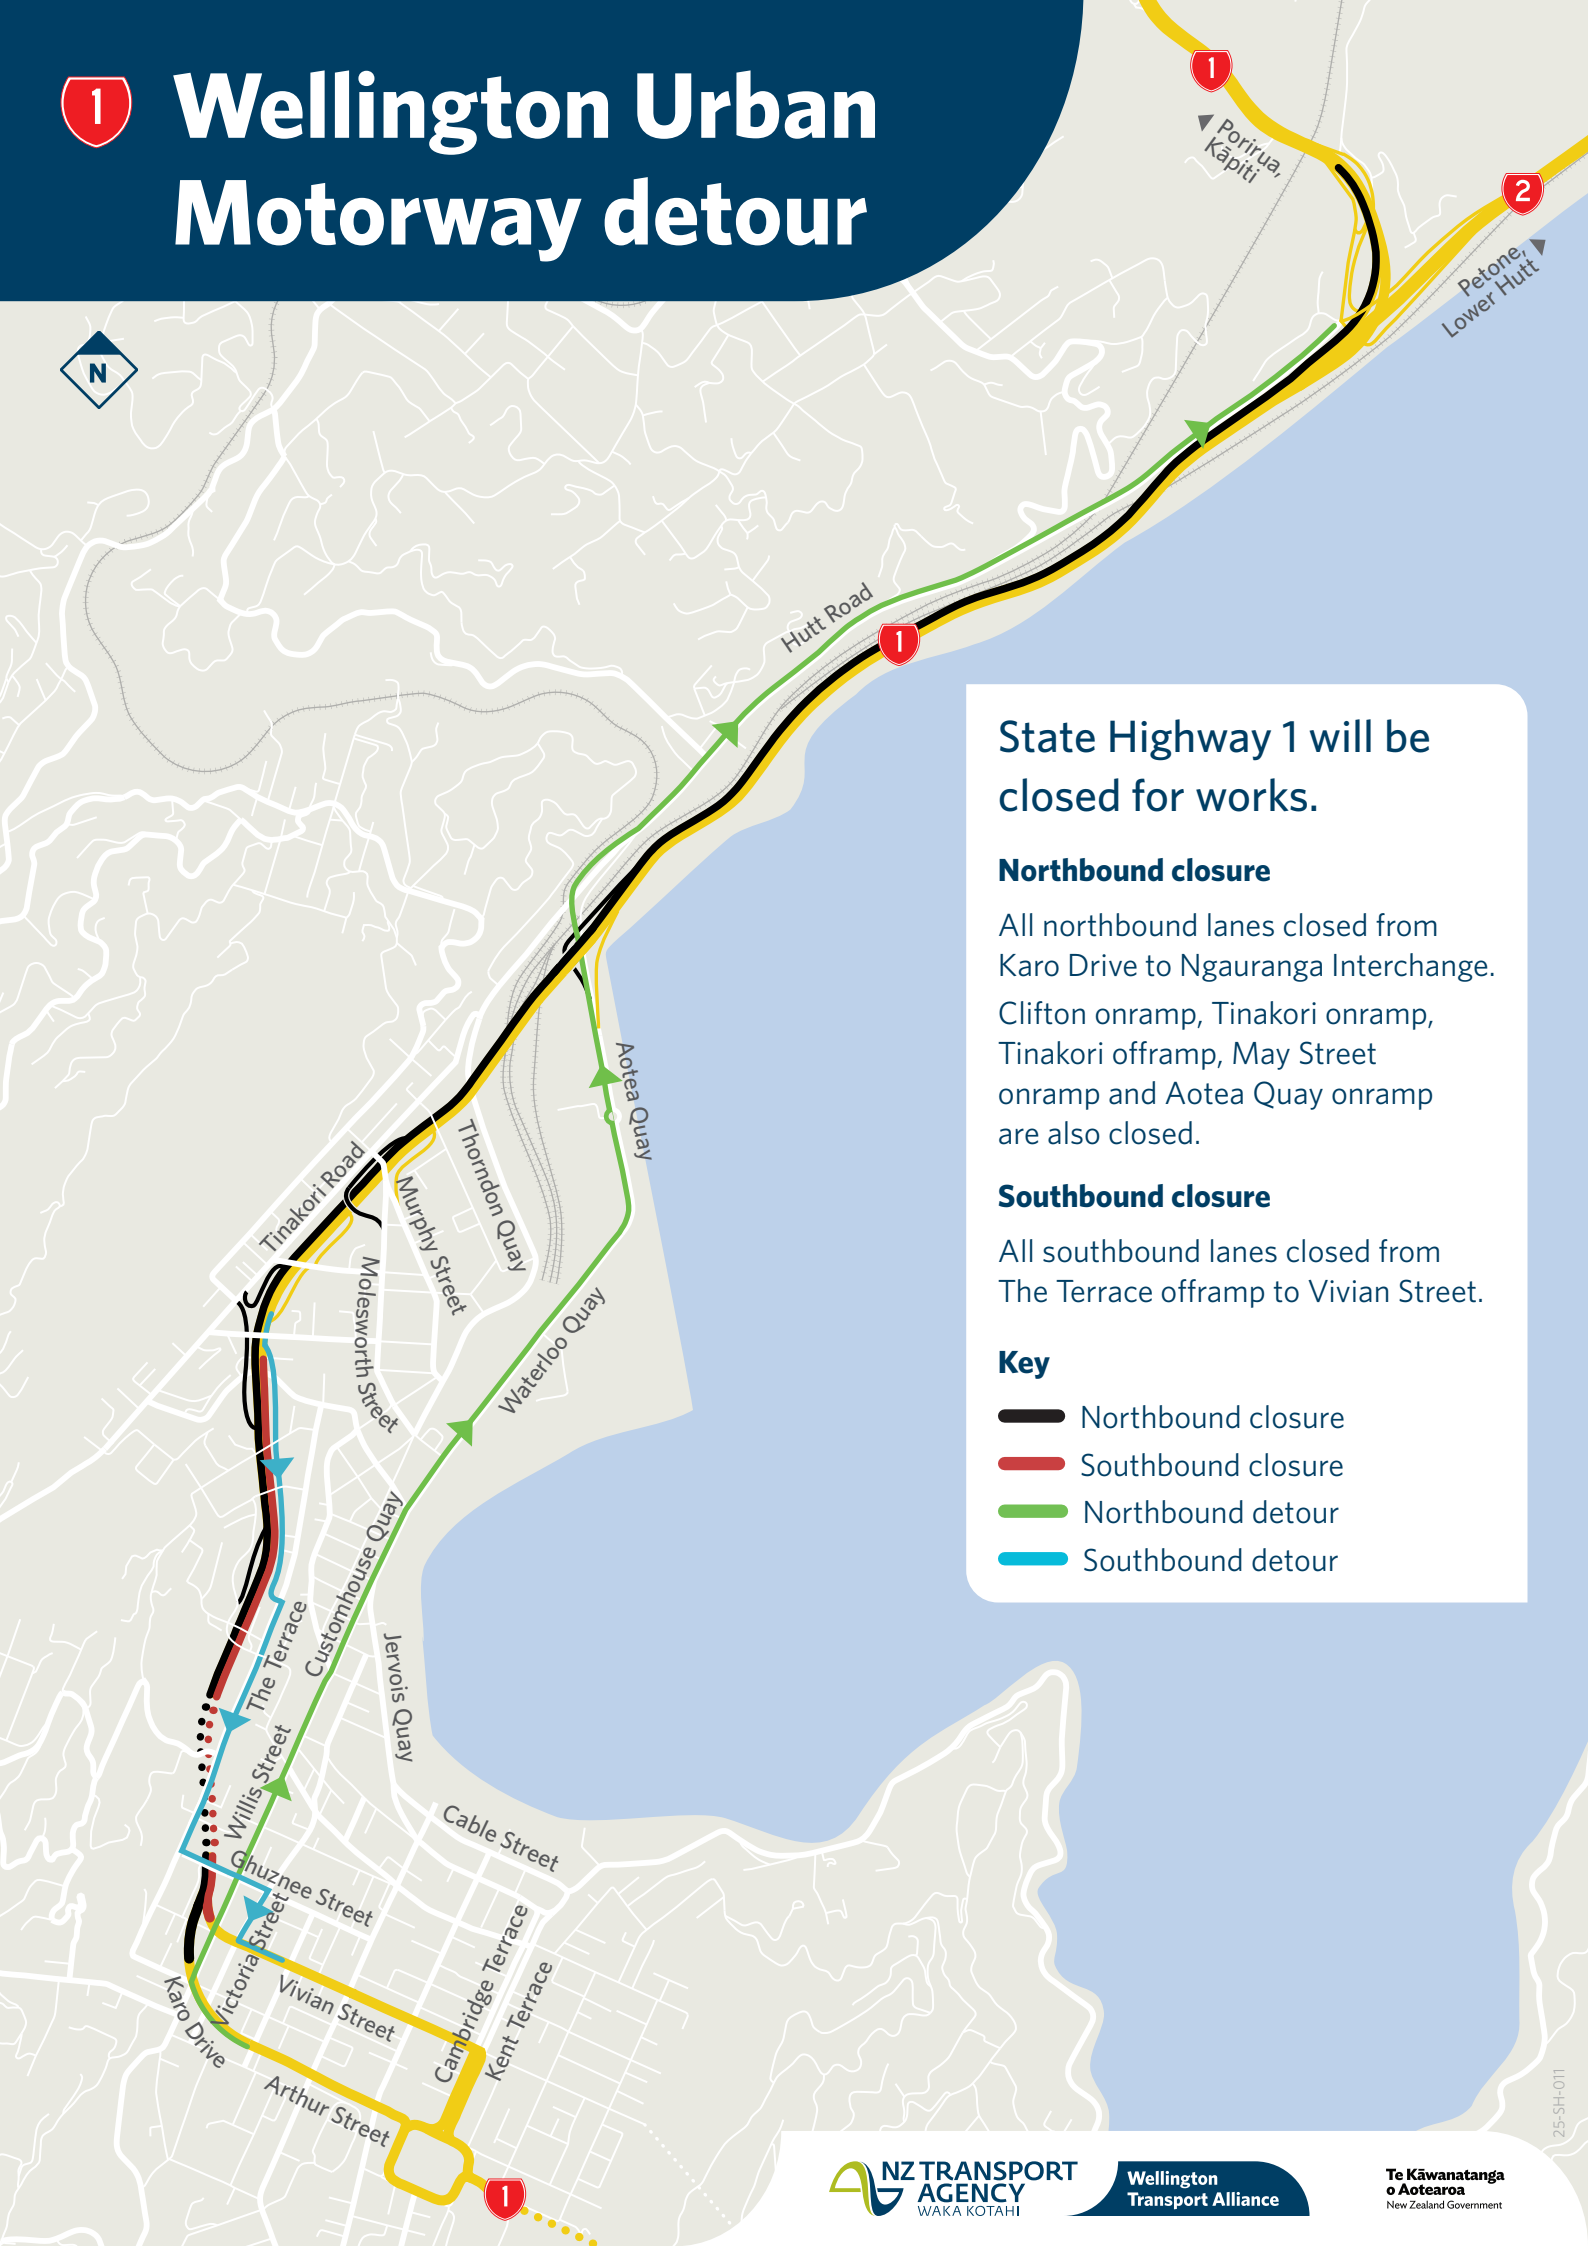 1
Wellington Urban
Motorway detour
N
1
Porirua,
Kāpiti
2
Petone,
Lower Hutt
Hutt Road
1
State Highway 1 will be
closed for works.
Northbound closure
All northbound lanes closed from
Karo Drive to Ngauranga Interchange.
Clifton onramp, Tinakori onramp,
Tinakori offramp, May Street
onramp and Aotea Quay onramp
are also closed.
Southbound closure
All southbound lanes closed from
The Terrace offramp to Vivian Street.
Key
Northbound closure
Southbound closure
Northbound detour
Southbound detour
Aotea Quay
Thorndon Quay
Tinakori Road
Murphy Street
Molesworth Street
Waterloo Quay
Customhouse Quay
The Terrace
Jervois Quay
Willis Street
Cable Street
Ghuznee Street
Victoria Street
Vivian Street
Cambridge Terrace
Kent Terrace
Karo Drive
Arthur Street
1
25-SH-011
NZ TRANSPORT
AGENCY
WAKA KOTAHI
Wellington
Transport Alliance
Te Kāwanatanga
o Aotearoa
New Zealand Government